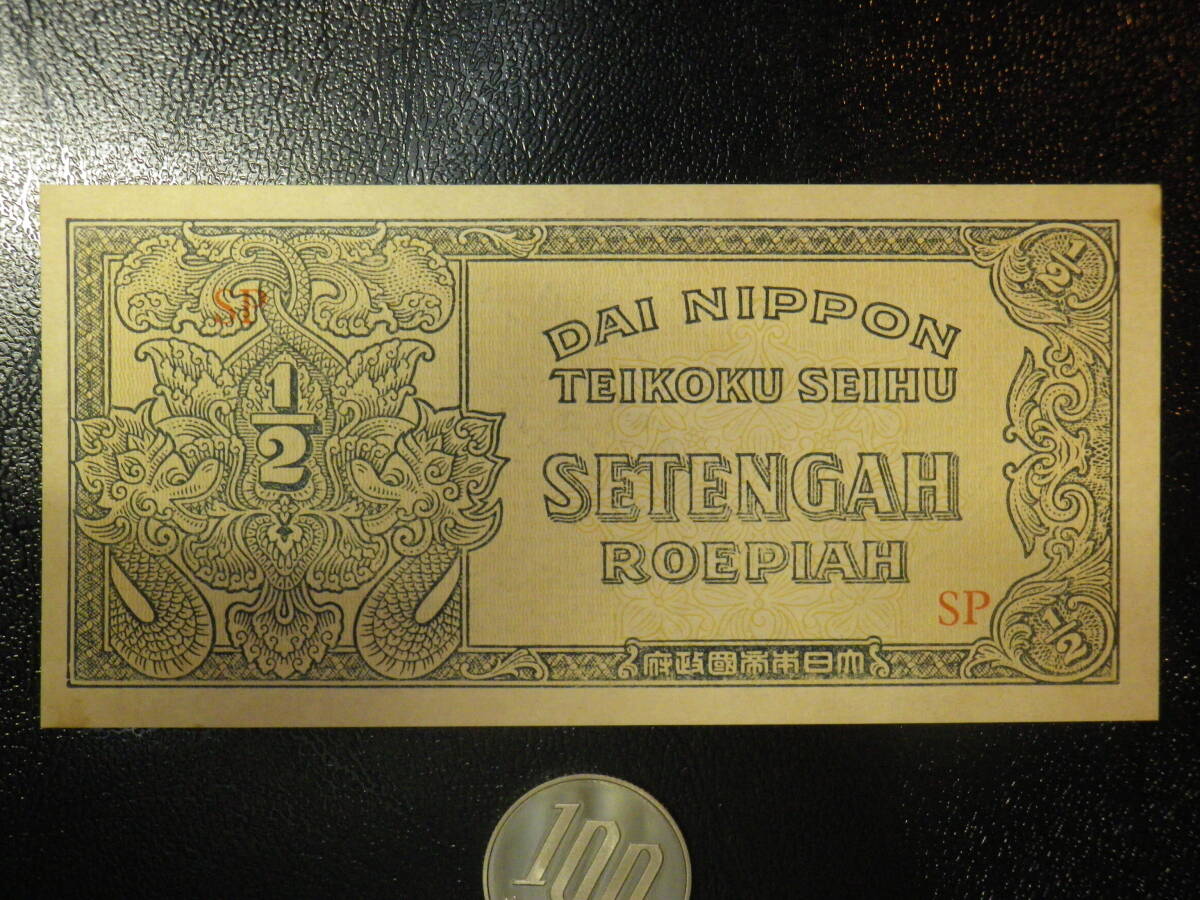 SP
1/2
1/2
DAI NIPPON
TEIKOKU SEIHU
SETENGAH
ROEPIAH
SP
1/2
府政國帝本日大
100